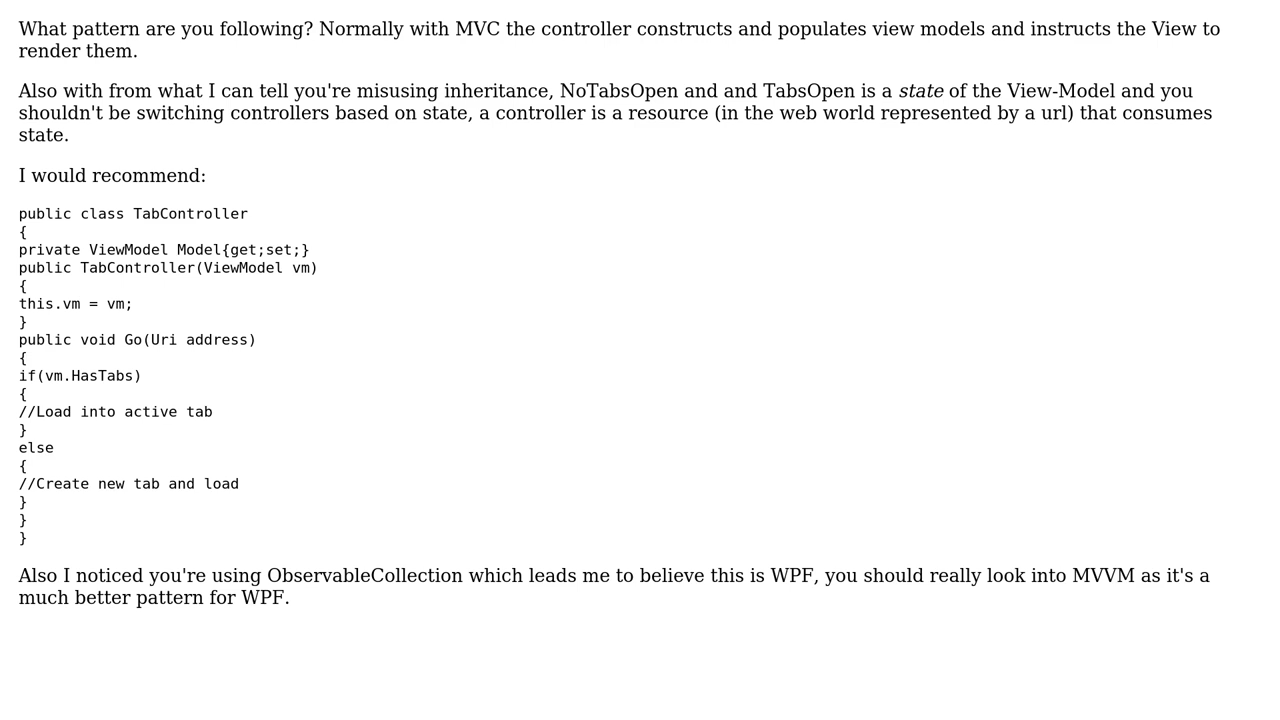 What pattern are you following? Normally with MVC the controller constructs and populates view models and instructs the View to
render them.
Also with from what I can tell you're misusing inheritance, NoTabsOpen and and TabsOpen is a state of the View-Model and you
shouldn't be switching controllers based on state, a controller is a resource (in the web world represented by a url) that consumes
state.
I would recommend:
public class TabController
{
private ViewModel Model{get;set;}
public TabController(ViewModel vm)
{
this.vm = vm;
}
public void Go(Uri address)
{
if(vm.HasTabs)
{
//Load into active tab
}
else
{
//Create new tab and load
}
}
}
Also I noticed you're using ObservableCollection which leads me to believe this is WPF, you should really look into MVVM as it's a
much better pattern for WPF.